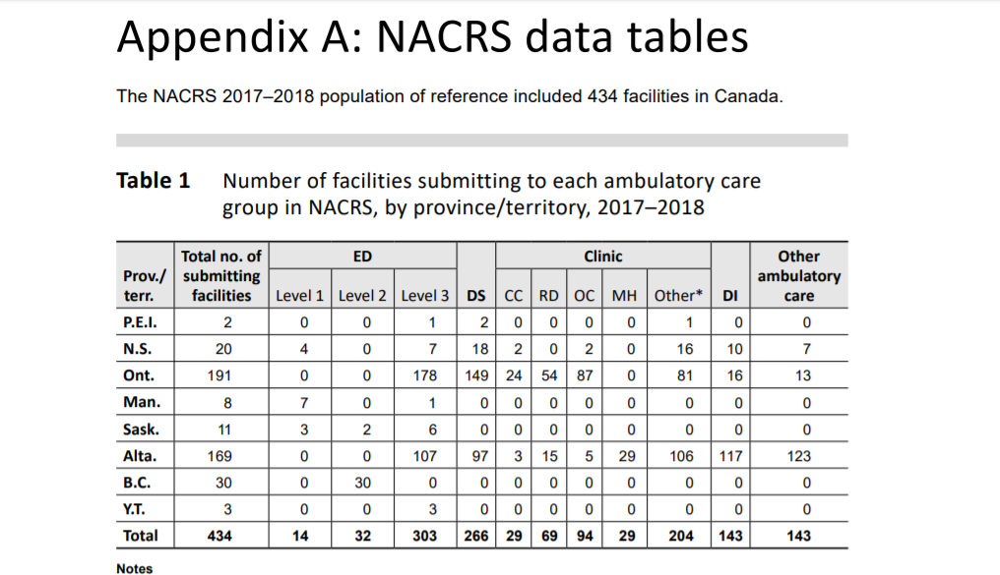 Appendix A: NACRS data tables
The NACRS 2017–2018 population of reference included 434 facilities in Canada.
Table 1 Number of facilities submitting to each ambulatory care
group in NACRS, by province/territory, 2017–2018
Prov./ terr. Total no. of submitting facilities ED DS Clinic DI Other ambulatory care
Level 1 Level 2 Level 3 CC RD OC MH Other*
P.E.I. 2 0 0 1 2 0 0 0 0 1 0 0
N.S. 20 4 0 7 18 2 0 2 0 16 10 7
Ont. 191 0 0 178 149 24 54 87 0 81 16 13
Man. 8 7 0 1 0 0 0 0 0 0 0 0
Sask. 11 3 2 6 0 0 0 0 0 0 0 0
Alta. 169 0 0 107 97 3 15 5 29 106 117 123
B.C. 30 0 30 0 0 0 0 0 0 0 0 0
Y.T. 3 0 0 3 0 0 0 0 0 0 0 0
Total 434 14 32 303 266 29 69 94 29 204 143 143
Notes